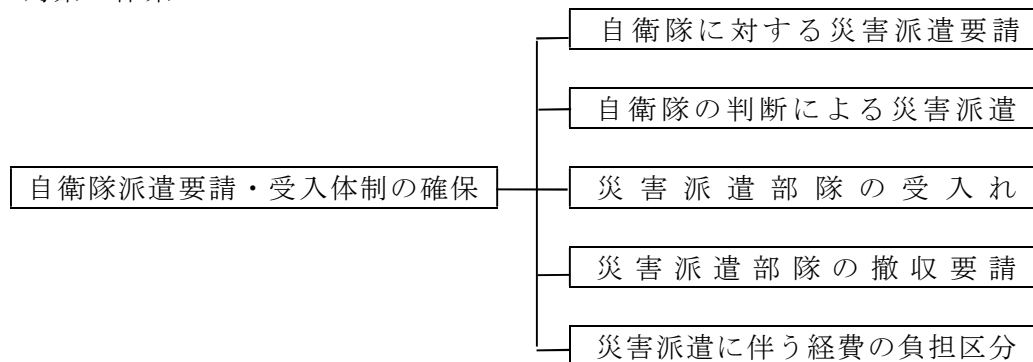 自衛隊に対する災害派遣要請
自衛隊の判断による災害派遣
自衛隊派遣要請・受入体制の確保
災害派遣部隊の受入れ
災害派遣部隊の撤収要請
災害派遣に伴う経費の負担区分